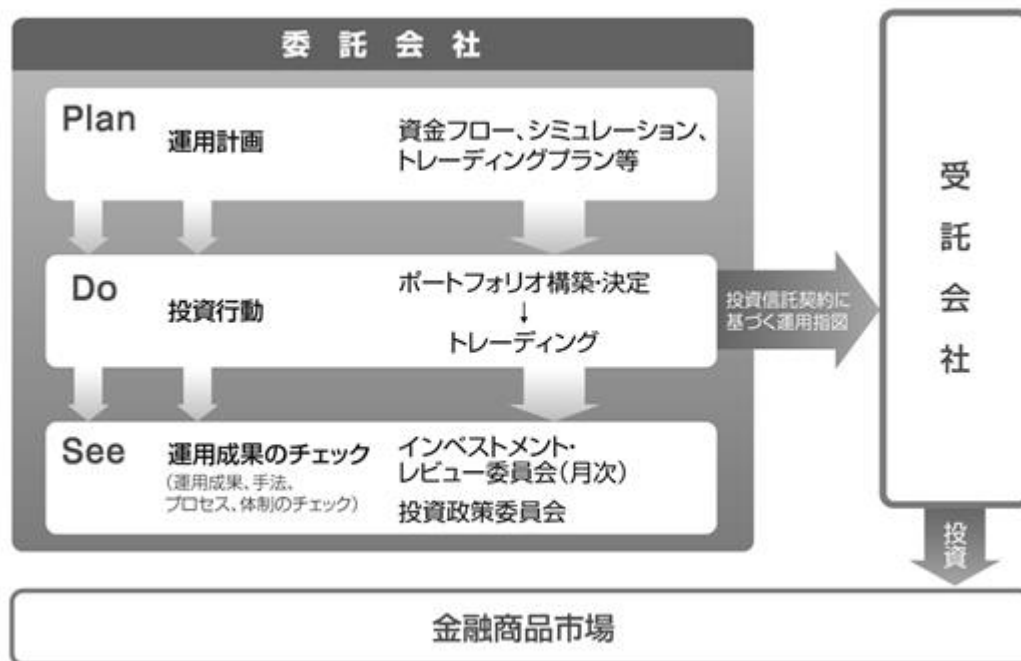 委託会社
Plan
運用計画
資金フロー、シミュレーション、
トレーディングプラン等
Do
投資行動
ポートフォリオ構築・決定
↓
トレーディング
投資信託契約に
基づく運用指図
See
運用成果のチェック
(運用成果、手法、
プロセス、体制のチェック)
インベストメント・
レビュー委員会(月次)
投資政策委員会
受託会社
投資
金融商品市場